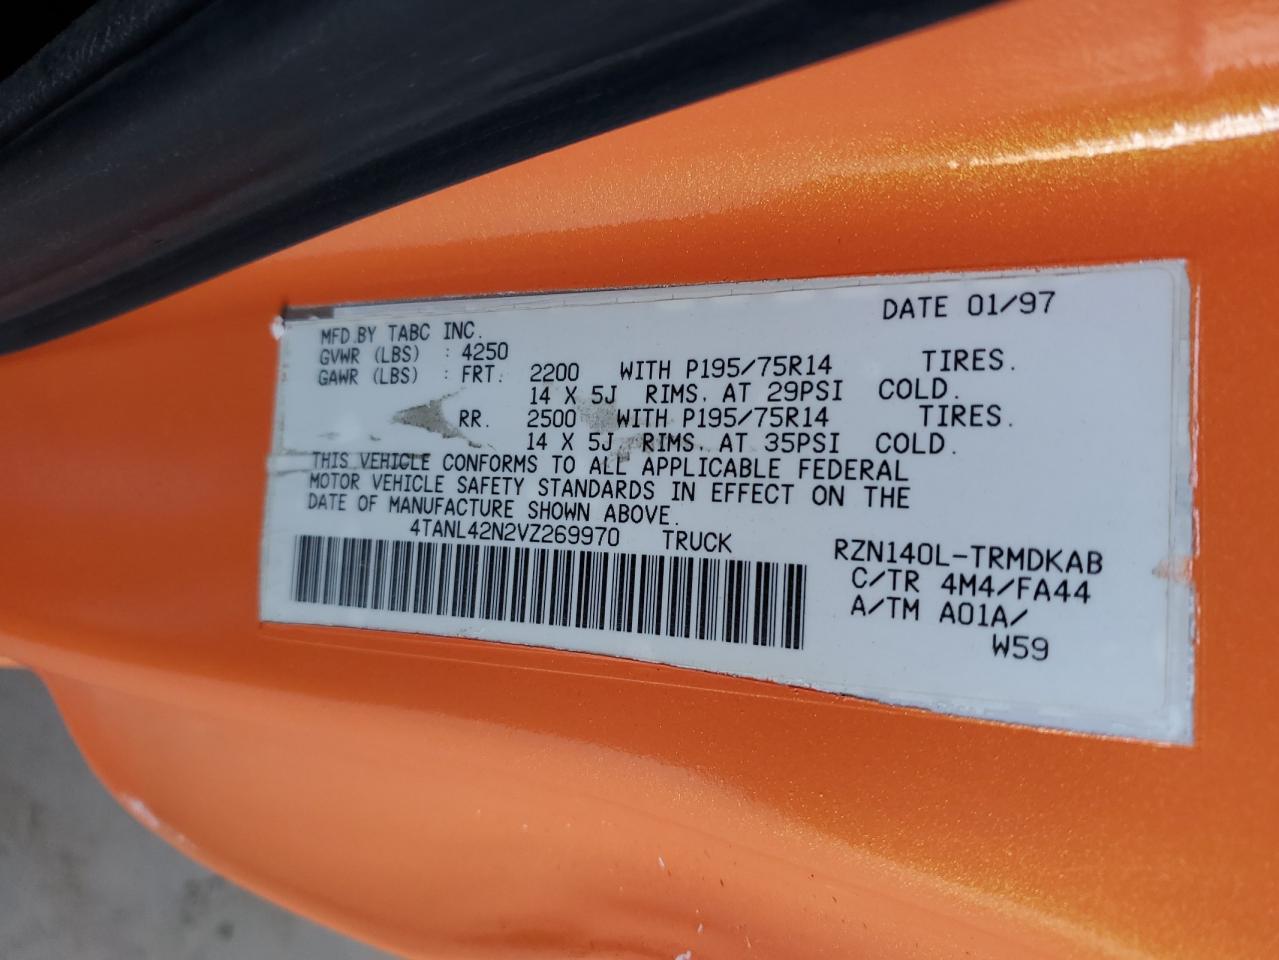 DATE 01/97
MFD.BY TABC INC.
GVWR (LBS) : 4250
GAWR (LBS) : FRT. 2200 WITH P195/75R14 TIRES.
14 X 5J RIMS. AT 29PSI COLD.
RR. 2500 WITH P195/75R14 TIRES.
14 X 5J RIMS. AT 35PSI COLD.
THIS VEHICLE CONFORMS TO ALL APPLICABLE FEDERAL
MOTOR VEHICLE SAFETY STANDARDS IN EFFECT ON THE
DATE OF MANUFACTURE SHOWN ABOVE.
4TANL42N2VZ269970 TRUCK
RZN140L-TRMDKAB
C/TR 4M4/FA44
A/TM A01A/
W59